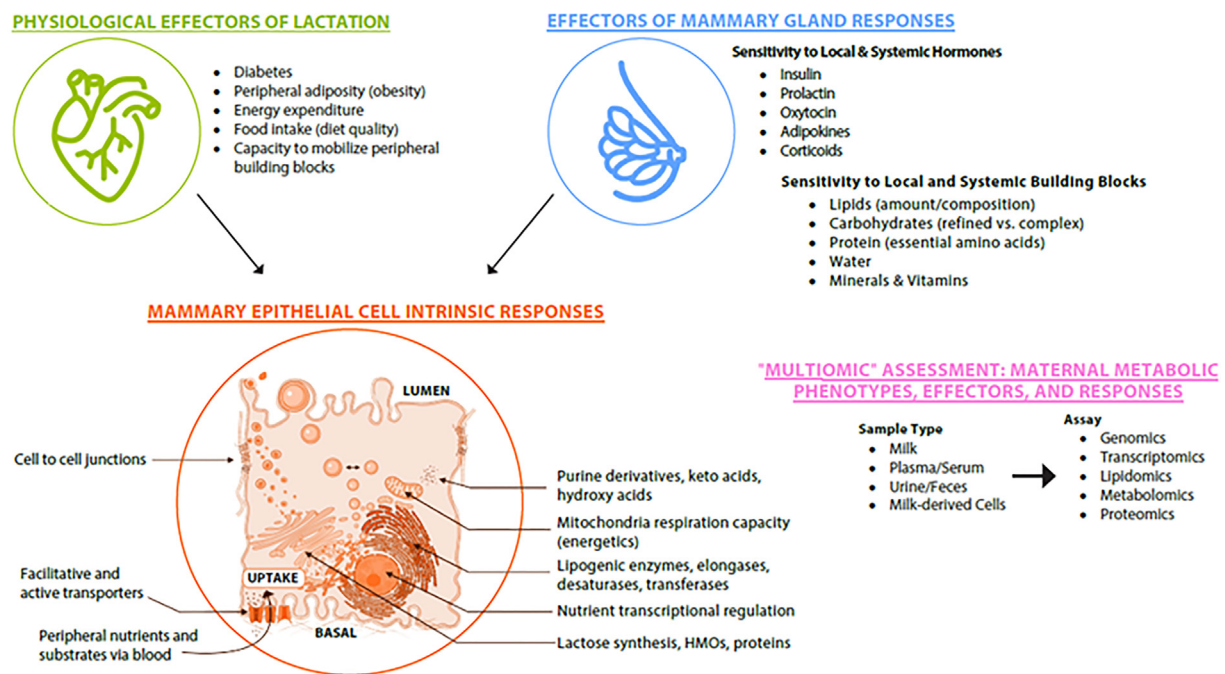 PHYSIOLOGICAL EFFECTORS OF LACTATION
Diabetes
Peripheral adiposity (obesity)
Energy expenditure
Food intake (diet quality)
Capacity to mobilize peripheral
building blocks
EFFECTORS OF MAMMARY GLAND RESPONSES
Sensitivity to Local & Systemic Hormones
Insulin
Prolactin
Oxytocin
Adipokines
Corticoids
Sensitivity to Local and Systemic Building Blocks
Lipids (amount/composition)
Carbohydrates (refined vs. complex)
Protein (essential amino acids)
Water
Minerals & Vitamins
MAMMARY EPITHELIAL CELL INTRINSIC RESPONSES
LUMEN
Cell to cell junctions
UPTAKE
Facilitative and
active transporters
BASAL
Peripheral nutrients and
substrates via blood
Purine derivatives, keto acids,
hydroxy acids
Mitochondria respiration capacity
(energetics)
Lipogenic enzymes, elongases,
desaturases, transferases
Nutrient transcriptional regulation
Lactose synthesis, HMOs, proteins
"MULTIOMIC" ASSESSMENT: MATERNAL METABOLIC
PHENOTYPES, EFFECTORS, AND RESPONSES
Sample Type
Milk
Plasma/Serum
Urine/Feces
Milk-derived Cells
Assay
Genomics
Transcriptomics
Lipidomics
Metabolomics
Proteomics